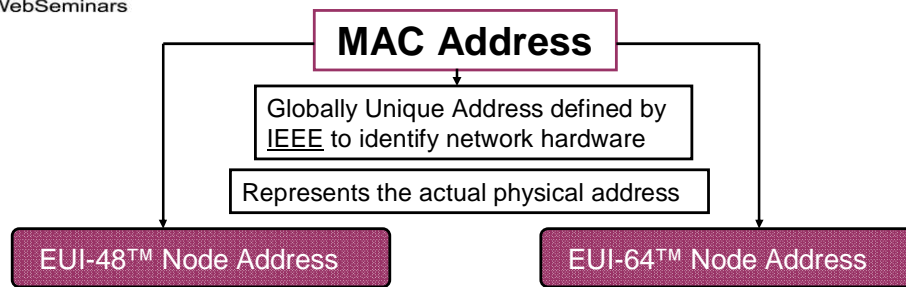 WebSeminars
MAC Address
Globally Unique Address defined by
IEEE to identify network hardware
Represents the actual physical address
EUI-48™ Node Address
EUI-64™ Node Address